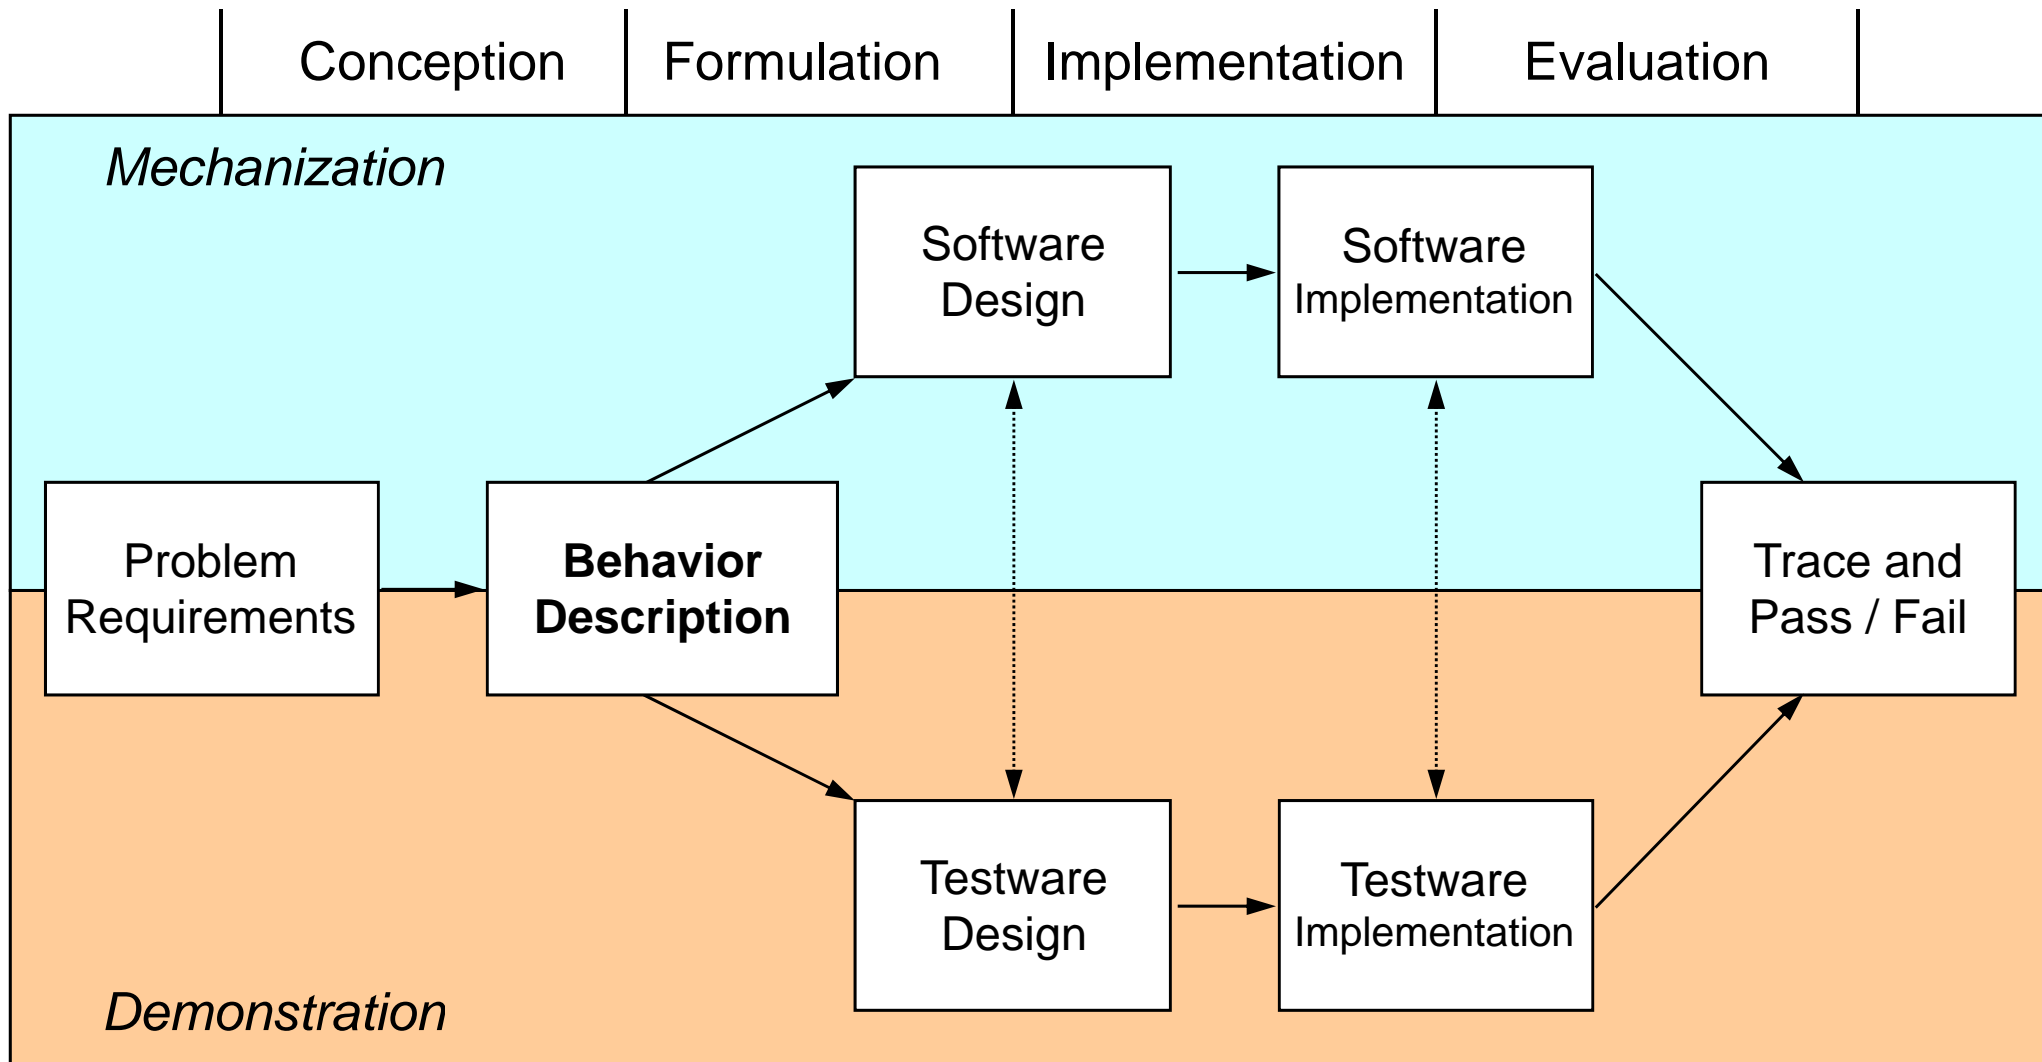 Conception
Formulation
Implementation
Evaluation
Mechanization
Software
Design
Software
Implementation
Problem
Requirements
Behavior
Description
Trace and
Pass / Fail
Testware
Design
Testware
Implementation
Demonstration